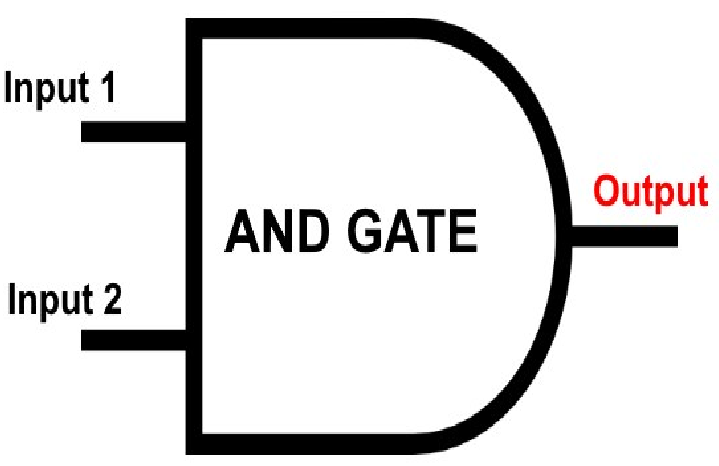 Input 1
Output
AND GATE
Input 2